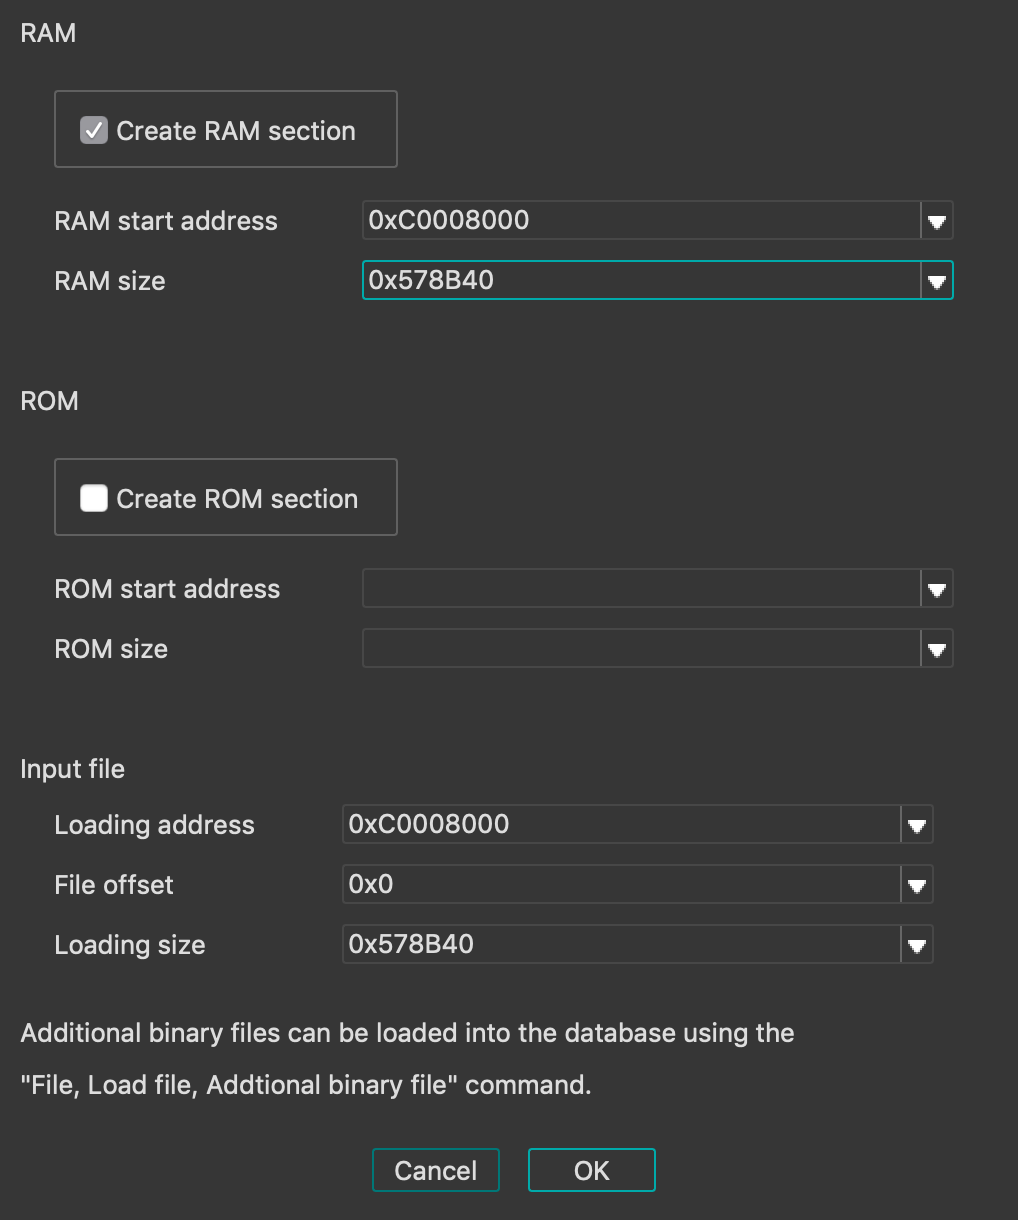 RAM
Create RAM section
RAM start address 0xC0008000
RAM size 0x578B40
ROM
Create ROM section
ROM start address
ROM size
Input file
Loading address 0xC0008000
File offset 0x0
Loading size 0x578B40
Additional binary files can be loaded into the database using the
"File, Load file, Addtional binary file" command.
Cancel OK